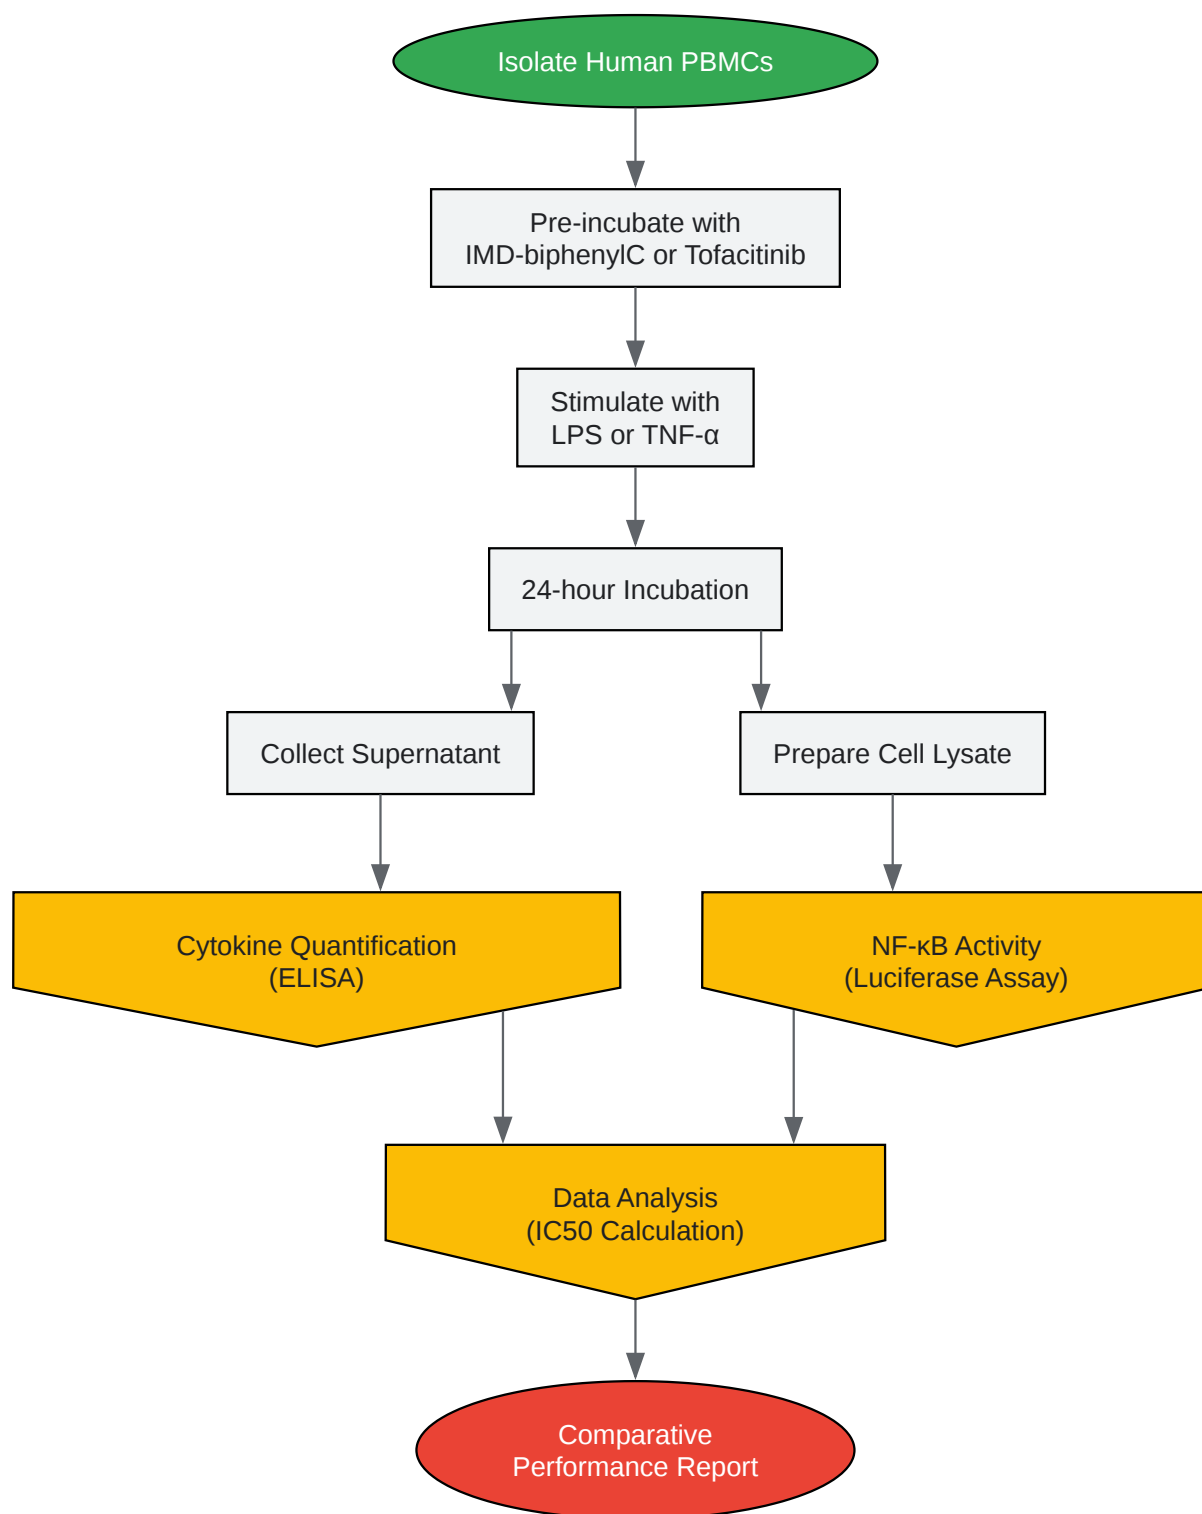 Isolate Human PBMCs
Pre-incubate with
IMD-biphenylC or Tofacitinib
Stimulate with
LPS or TNF-α
24-hour Incubation
Collect Supernatant
Prepare Cell Lysate
Cytokine Quantification
(ELISA)
NF-κB Activity
(Luciferase Assay)
Data Analysis
(IC50 Calculation)
Comparative
Performance Report